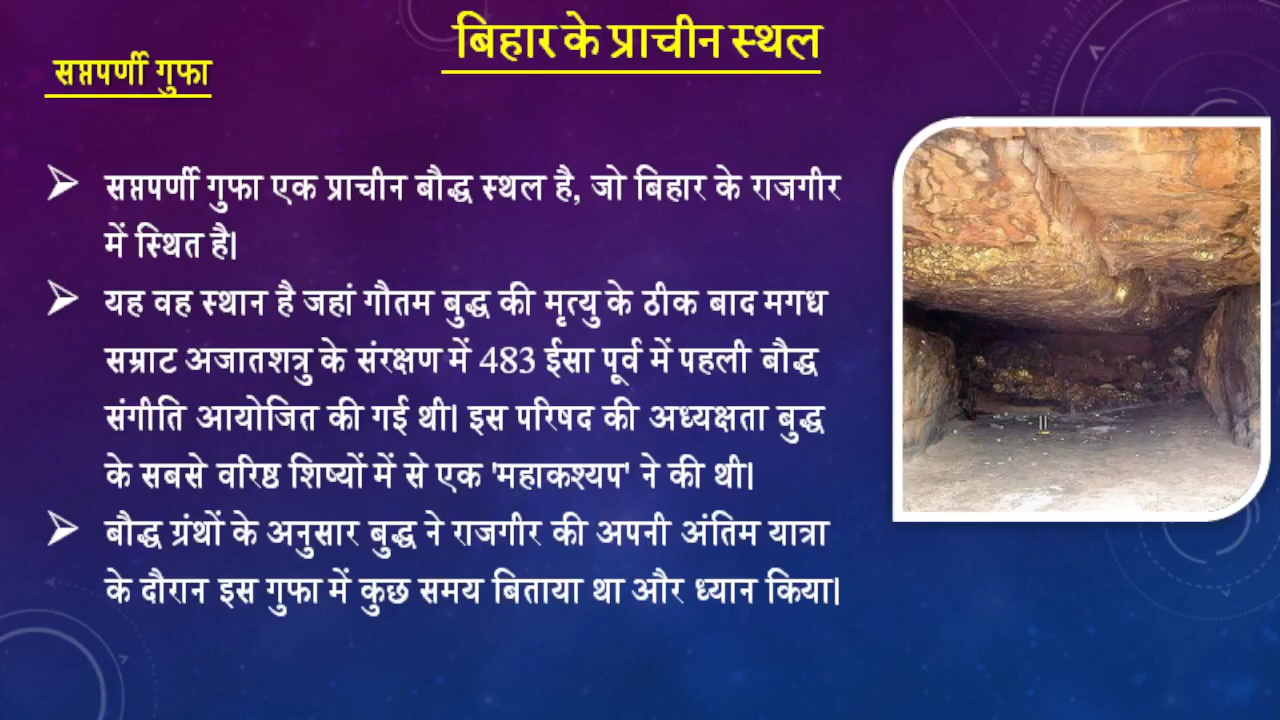 बिहार के प्राचीन स्थल
सप्तपर्णी गुफा
सप्तपर्णी गुफा एक प्राचीन बौद्ध स्थल है, जो बिहार के राजगीर
में स्थित है।
यह वह स्थान है जहां गौतम बुद्ध की मृत्यु के ठीक बाद मगध
सम्राट अजातशत्रु के संरक्षण में 483 ईसा पूर्व में पहली बौद्ध
संगीति आयोजित की गई थी। इस परिषद की अध्यक्षता बुद्ध
के सबसे वरिष्ठ शिष्यों में से एक 'महाकश्यप' ने की थी।
बौद्ध ग्रंथों के अनुसार बुद्ध ने राजगीर की अपनी अंतिम यात्रा
के दौरान इस गुफा में कुछ समय बिताया था और ध्यान किया।